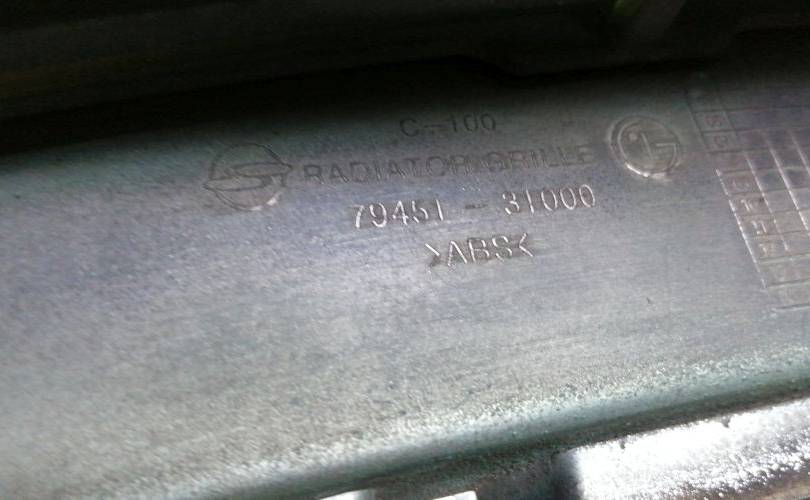 C-100
RADIATOR GRILLE
79451-31000
>ABS<